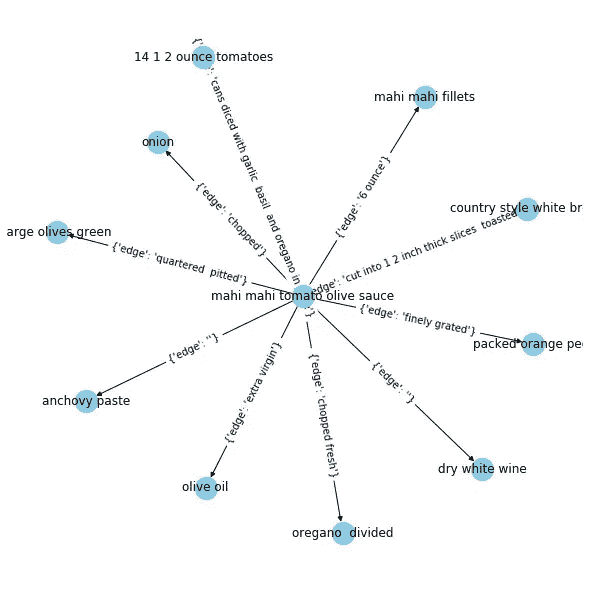 14 1 2 ounce tomatoes
mahi mahi fillets
onion
country style white br
arge olives green
mahi mahi tomato olive sauce
packed orange pe
anchovy paste
dry white wine
olive oil
oregano divided
'cans diced with garlic basil and oregano in
{'edge': '6 ounce'}
{'edge': 'chopped'}
edge': 'cut into 1 2 inch thick slices toasted
{'edge': 'quartered pitted'}
{'edge': 'finely grated'}
{'edge': ''}
{'edge': ''}
{'edge': 'extra virgin'}
{'edge': 'chopped fresh'}